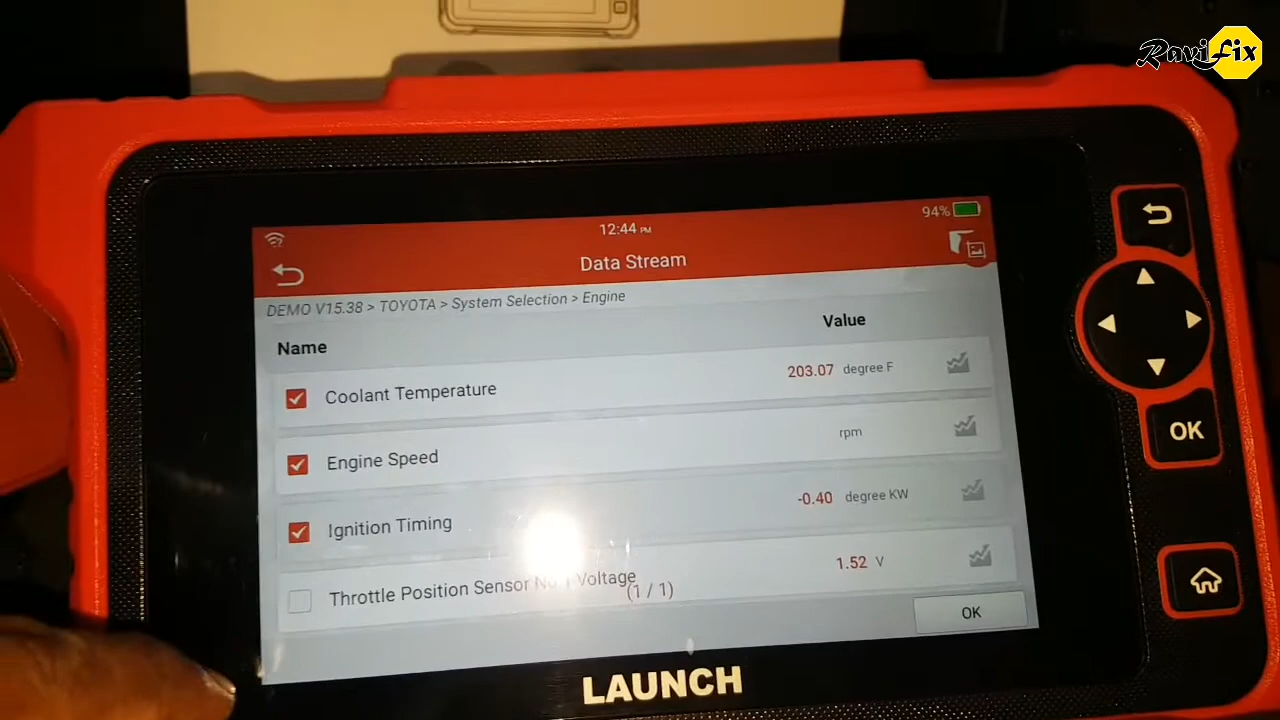 Ravifix
12:44 PM
94%
Data Stream
DEMO V15.38 > TOYOTA > System Selection > Engine
Name Value
Coolant Temperature 203.07 degree F
Engine Speed rpm
Ignition Timing -0.40 degree KW
Throttle Position Sensor No.1 Voltage 1.52 V
(1 / 1)
OK
OK
LAUNCH